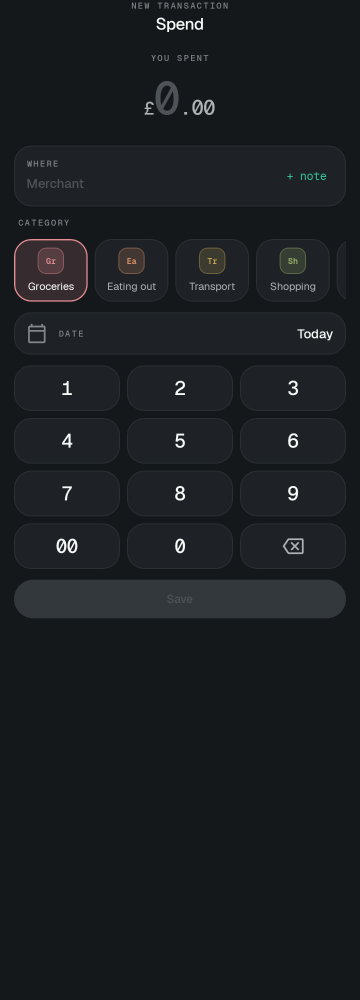 NEW TRANSACTION
Spend
YOU SPENT
£0.00
WHERE
Merchant
+ note
CATEGORY
Gr
Ea
Tr
Sh
Groceries
Eating out
Transport
Shopping
DATE
Today
1 2 3
4 5 6
7 8 9
00 0
Save